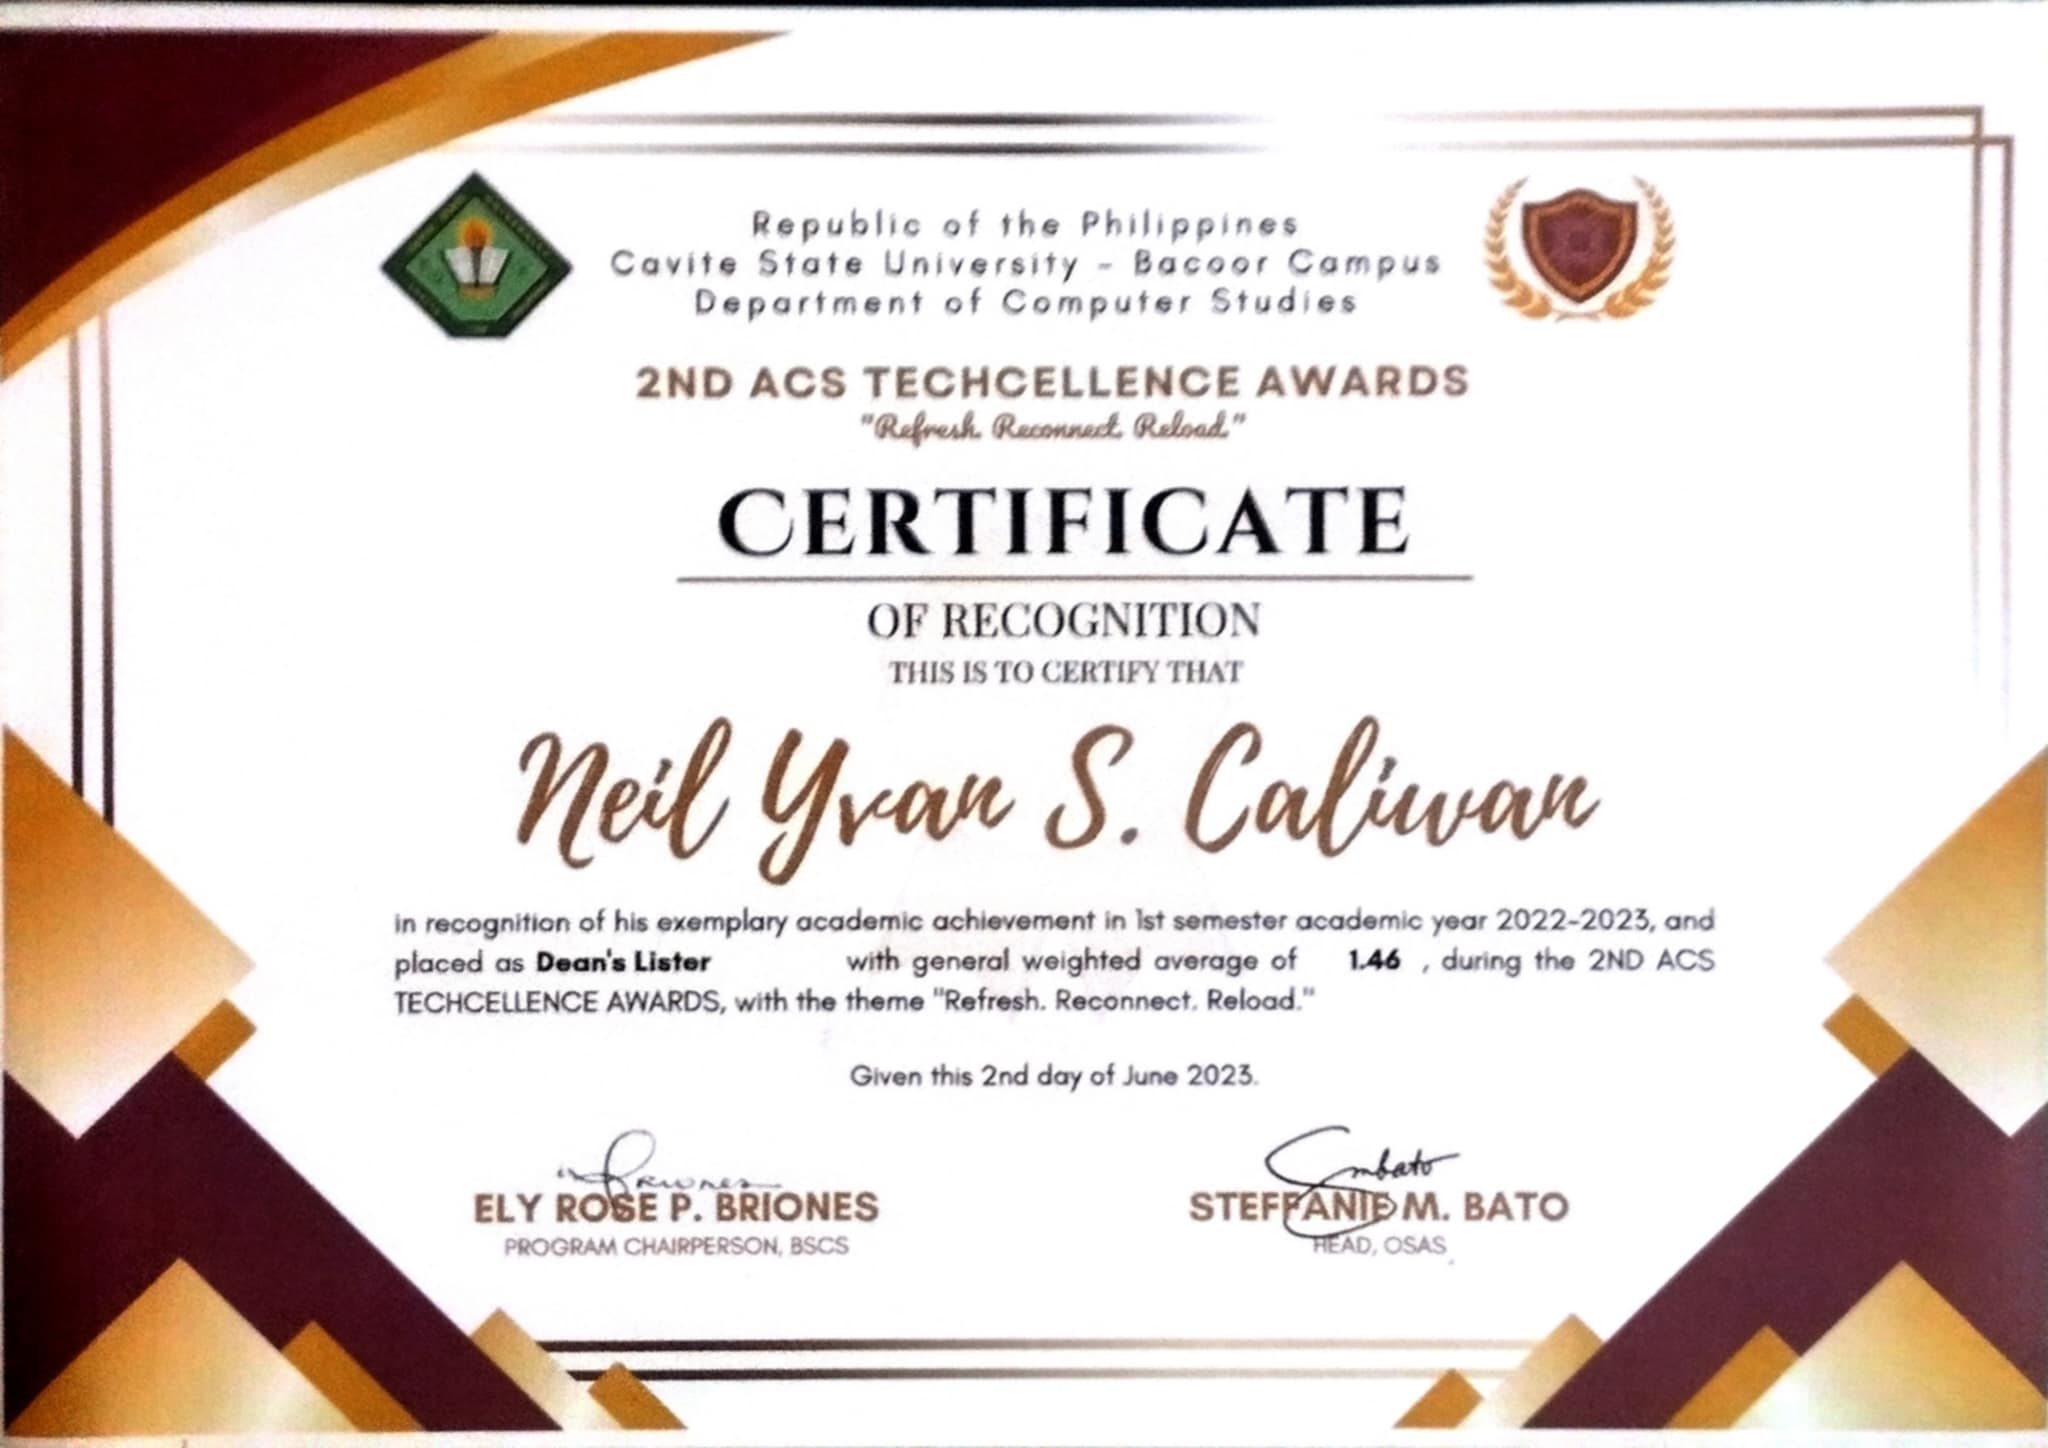 Republic of the Philippines
Cavite State University - Bacoor Campus
Department of Computer Studies
2ND ACS TECHCELLENCE AWARDS
"Refresh. Reconnect. Reload."
CERTIFICATE
OF RECOGNITION
THIS IS TO CERTIFY THAT
Neil Yvan S. Caliwan
in recognition of his exemplary academic achievement in 1st semester academic year 2022-2023, and
placed as Dean's Lister with general weighted average of 1.46 , during the 2ND ACS
TECHCELLENCE AWARDS, with the theme "Refresh. Reconnect. Reload."
Given this 2nd day of June 2023.
Briones
ELY ROSE P. BRIONES
PROGRAM CHAIRPERSON, BSCS
Smbato
STEFFANIE M. BATO
HEAD, OSAS